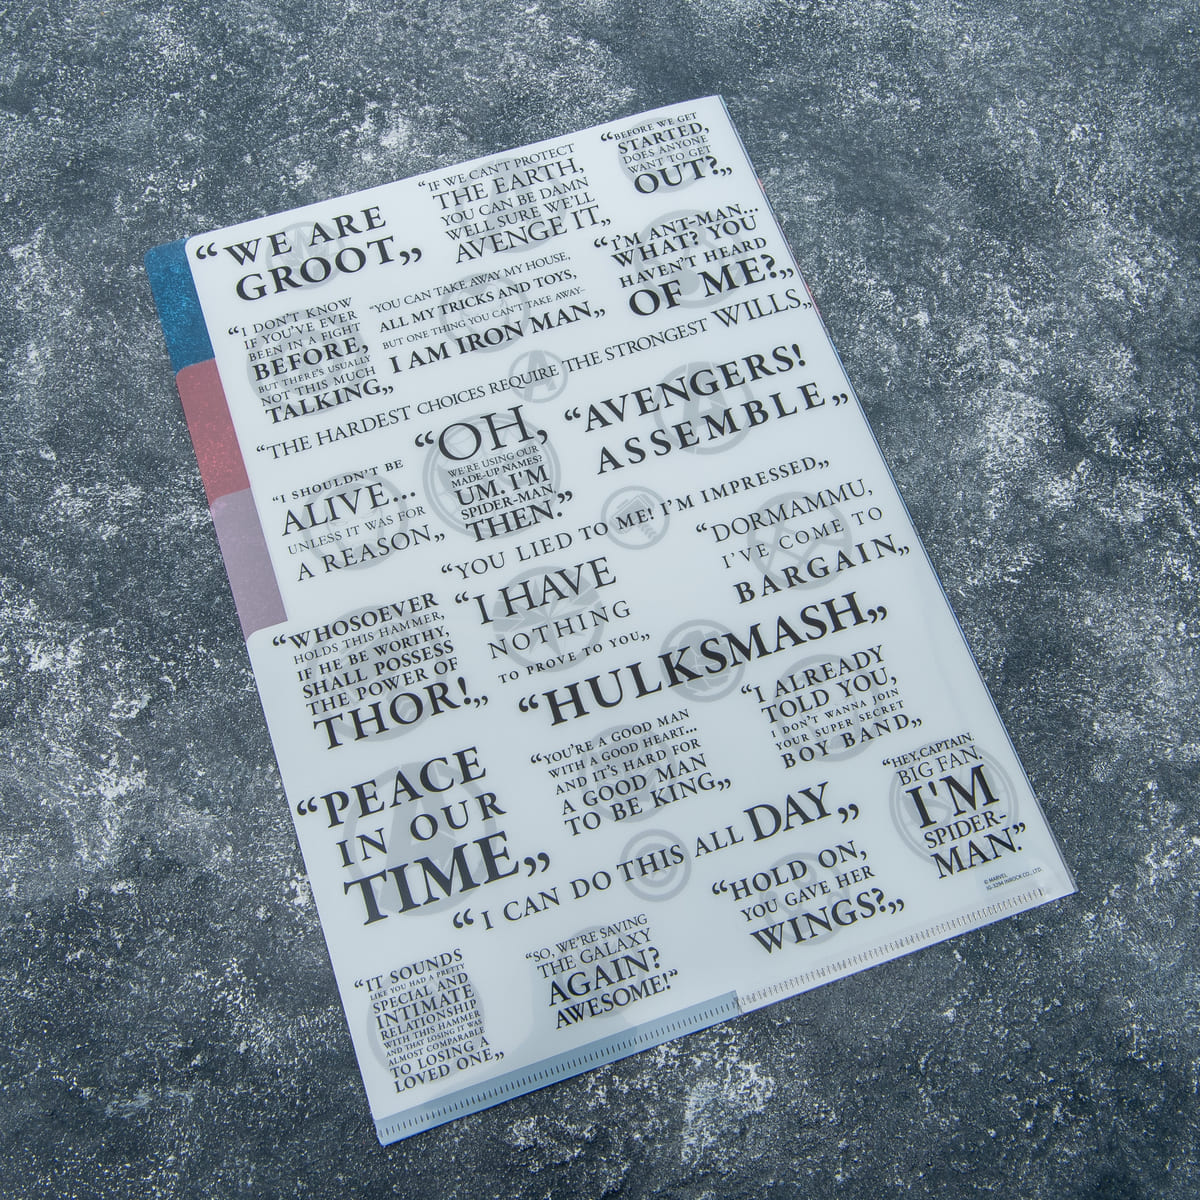 “BEFORE WE GET
STARTED,
DOES ANYONE
WANT TO GET
OUT?„
“IF WE CAN'T PROTECT
THE EARTH,
YOU CAN BE DAMN
WELL SURE WE'LL
AVENGE IT„
“WE ARE
GROOT„
“I'M ANT-MAN...
WHAT? YOU
HAVEN'T HEARD
OF ME?„
“YOU CAN TAKE AWAY MY HOUSE,
ALL MY TRICKS AND TOYS,
BUT ONE THING YOU CAN'T TAKE AWAY–
I AM IRON MAN„
“I DON'T KNOW
IF YOU'VE EVER
BEEN IN A FIGHT
BEFORE,
BUT THERE'S USUALLY
NOT THIS MUCH
TALKING„
“THE HARDEST CHOICES REQUIRE THE STRONGEST WILLS„
A
“AVENGERS!
ASSEMBLE„
“OH,
WE'RE USING OUR
MADE-UP NAMES?
UM. I'M
SPIDER-MAN,
THEN.”
“I SHOULDN'T BE
ALIVE...
UNLESS IT WAS FOR
A REASON„
“YOU LIED TO ME! I'M IMPRESSED„
“DORMAMMU,
I'VE COME TO
BARGAIN„
“I HAVE
NOTHING
TO PROVE TO YOU„
“WHOSOEVER
HOLDS THIS HAMMER,
IF HE BE WORTHY,
SHALL POSSESS
THE POWER OF
THOR!„
“HULKSMASH„
“I ALREADY
TOLD YOU,
I DON'T WANNA JOIN
YOUR SUPER SECRET
BOY BAND„
“YOU'RE A GOOD MAN
WITH A GOOD HEART...
AND IT'S HARD FOR
A GOOD MAN
TO BE KING„
“HEY, CAPTAIN.
BIG FAN.
I'M
SPIDER-
MAN.”
“PEACE
IN OUR
TIME„
“I CAN DO THIS ALL DAY„
“HOLD ON,
YOU GAVE HER
WINGS?„
© MARVEL
IG-3294 INROCK CO., LTD.
“SO, WE'RE SAVING
THE GALAXY
AGAIN?
AWESOME!”
“IT SOUNDS
LIKE YOU HAD A PRETTY
SPECIAL AND
INTIMATE
RELATIONSHIP
WITH THIS HAMMER
AND THAT LOSING IT WAS
ALMOST COMPARABLE
TO LOSING A
LOVED ONE„